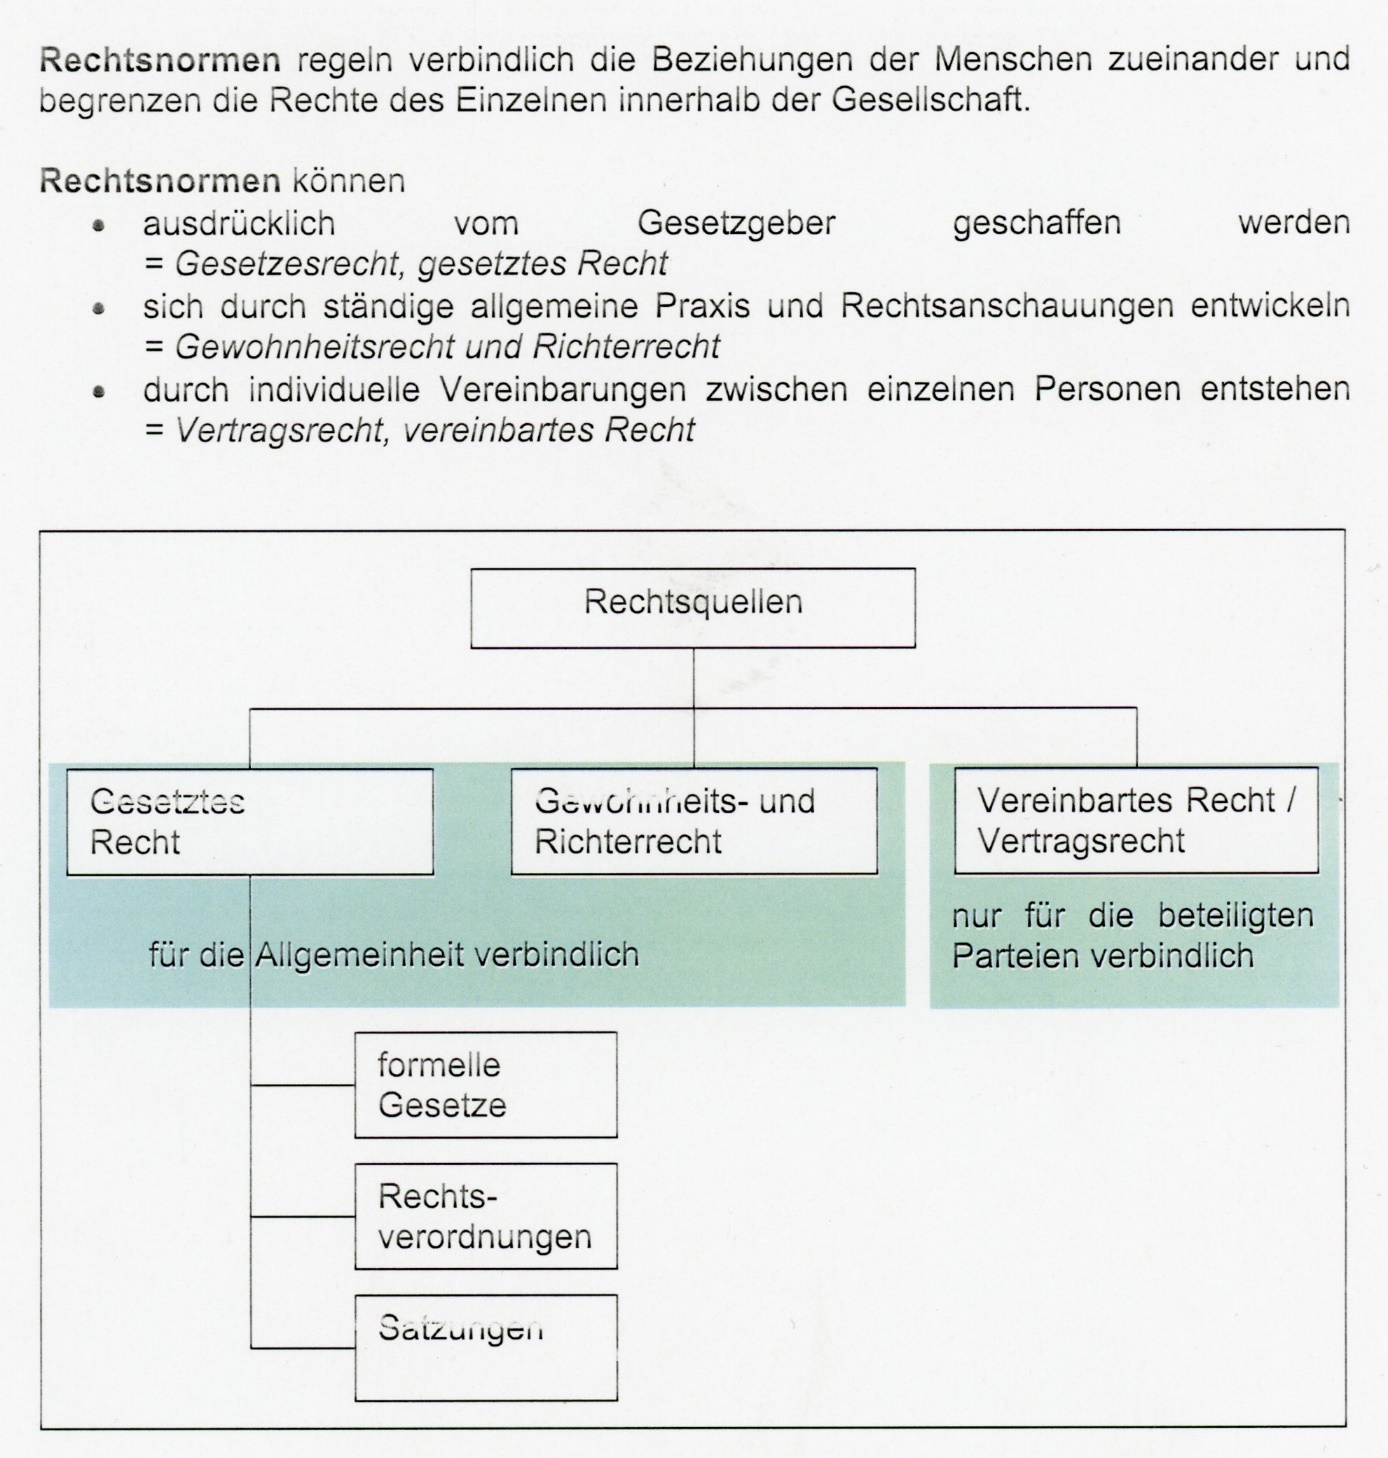 Rechtsnormen regeln verbindlich die Beziehungen der Menschen zueinander und
begrenzen die Rechte des Einzelnen innerhalb der Gesellschaft.
Rechtsnormen können
• ausdrücklich vom Gesetzgeber geschaffen werden
= Gesetzesrecht, gesetztes Recht
• sich durch ständige allgemeine Praxis und Rechtsanschauungen entwickeln
= Gewohnheitsrecht und Richterrecht
• durch individuelle Vereinbarungen zwischen einzelnen Personen entstehen
= Vertragsrecht, vereinbartes Recht
Rechtsquellen
Gesetztes
Recht
Gewohnheits- und
Richterrecht
Vereinbartes Recht /
Vertragsrecht
für die Allgemeinheit verbindlich
nur für die beteiligten
Parteien verbindlich
formelle
Gesetze
Rechts-
verordnungen
Satzungen